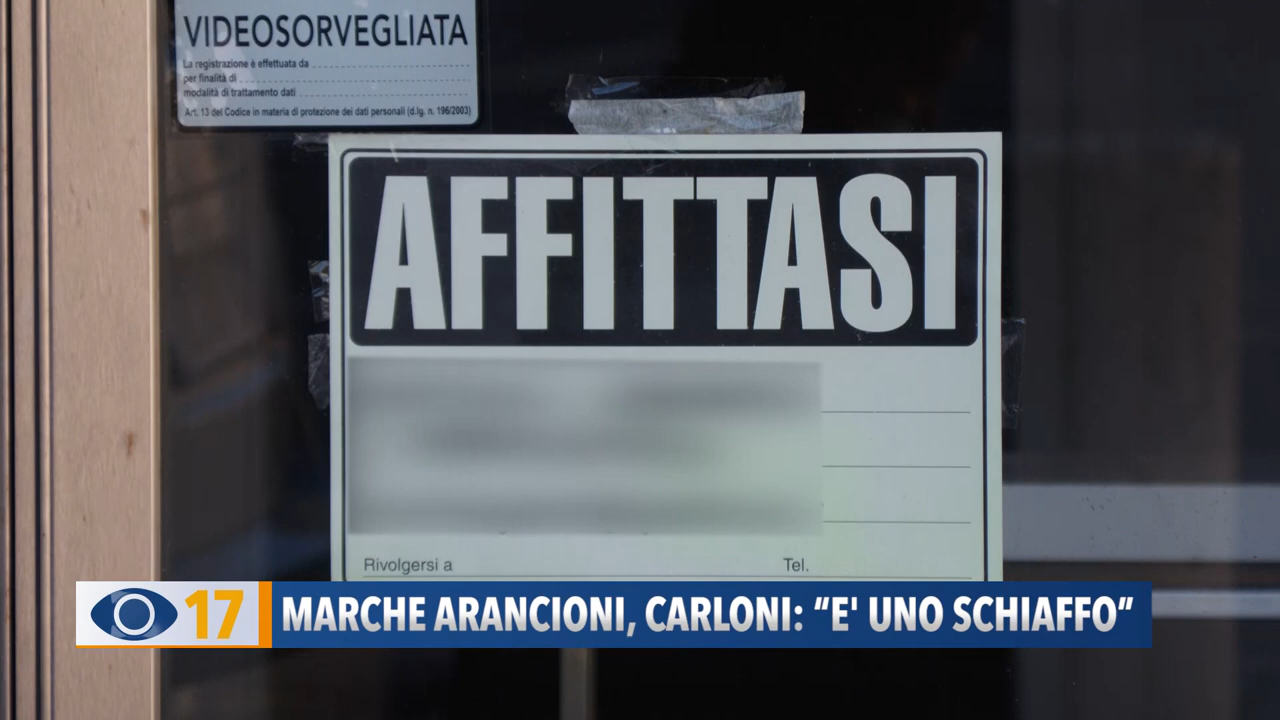 VIDEOSORVEGLIATA
La registrazione è effettuata da
per finalità di
modalità di trattamento dati
Art. 13 del Codice in materia di protezione dei dati personali (d.lg. n. 196/2003)
AFFITTASI
Rivolgersi a
Tel.
17
MARCHE ARANCIONI, CARLONI: “E' UNO SCHIAFFO”